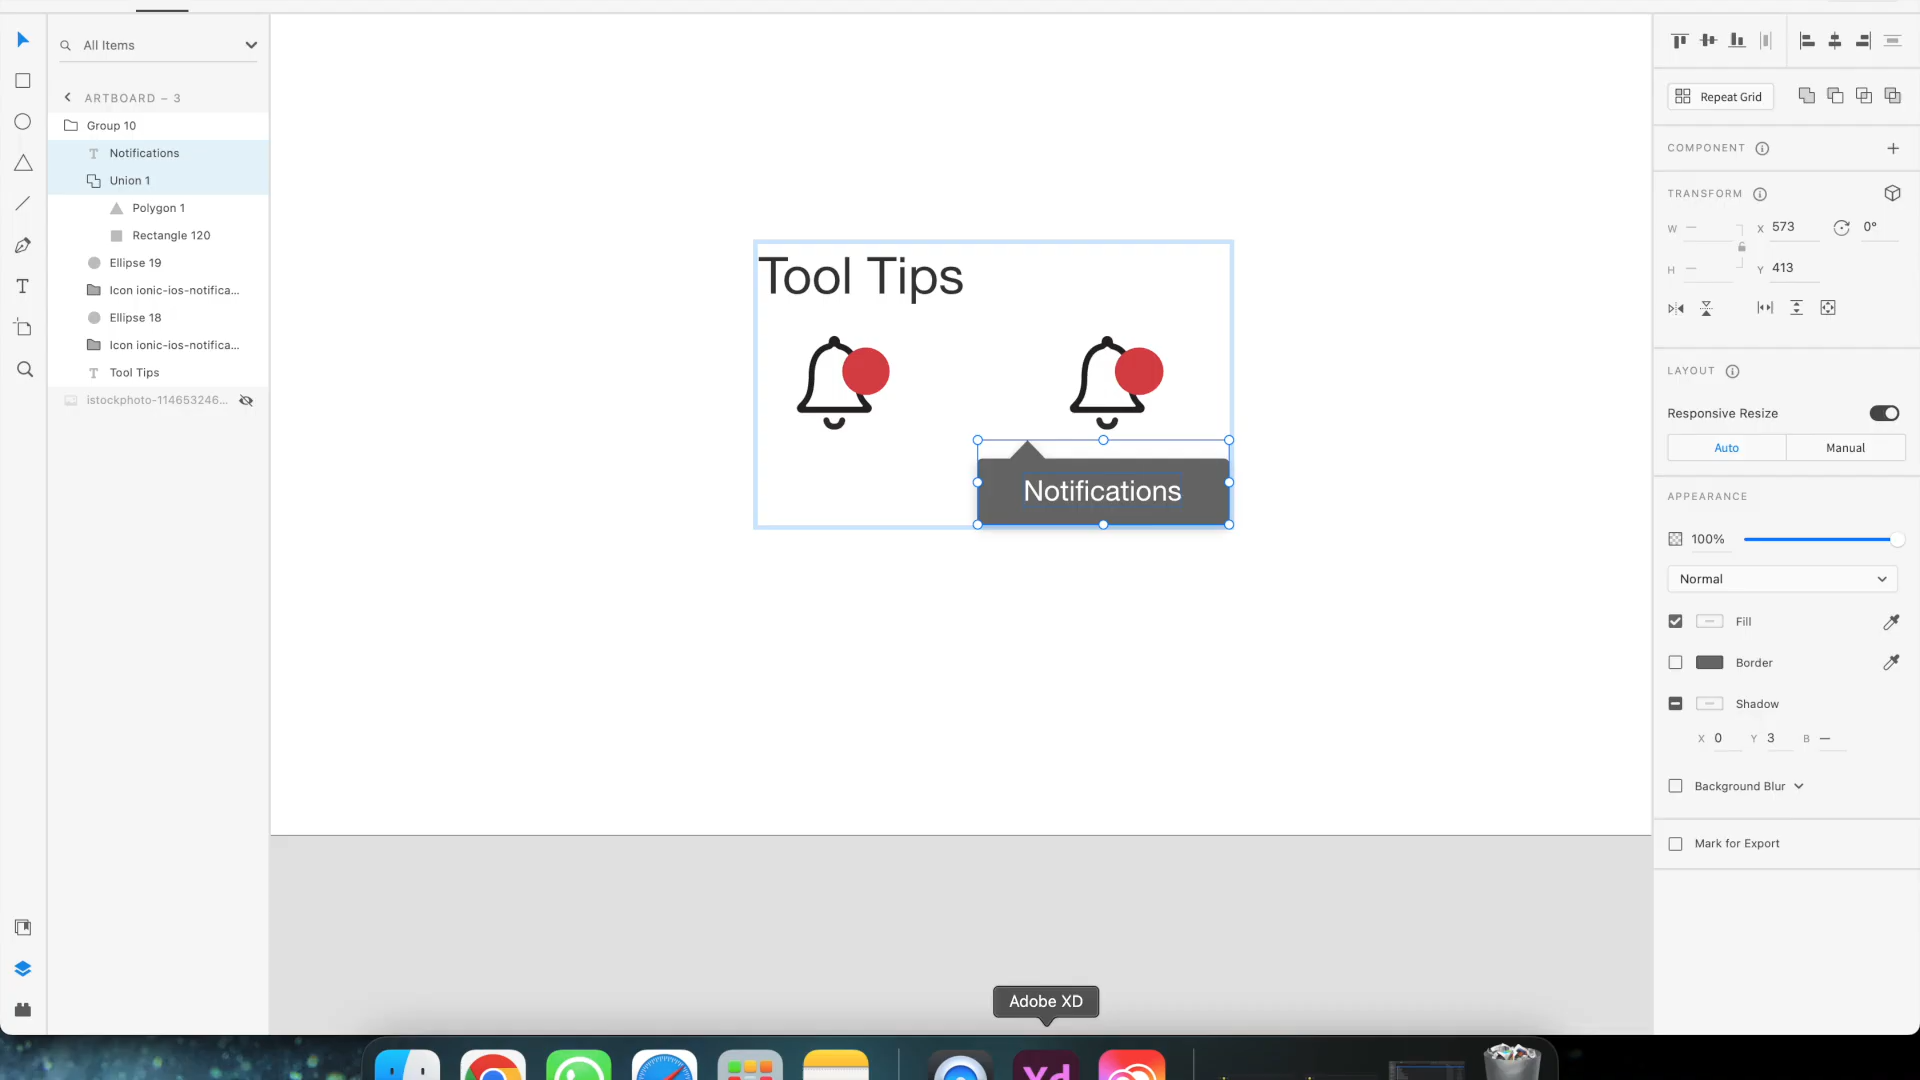 All Items
ARTBOARD – 3
Group 10
Notifications
Union 1
Polygon 1
Rectangle 120
Ellipse 19
Icon ionic-ios-notifica...
Ellipse 18
Icon ionic-ios-notifica...
Tool Tips
istockphoto-114653246...
Tool Tips
Notifications
Repeat Grid
COMPONENT
TRANSFORM
W — X 573 0°
H — Y 413
LAYOUT
Responsive Resize
Auto Manual
APPEARANCE
100%
Normal
Fill
Border
Shadow
X 0 Y 3 B —
Background Blur
Mark for Export
Adobe XD
Xd